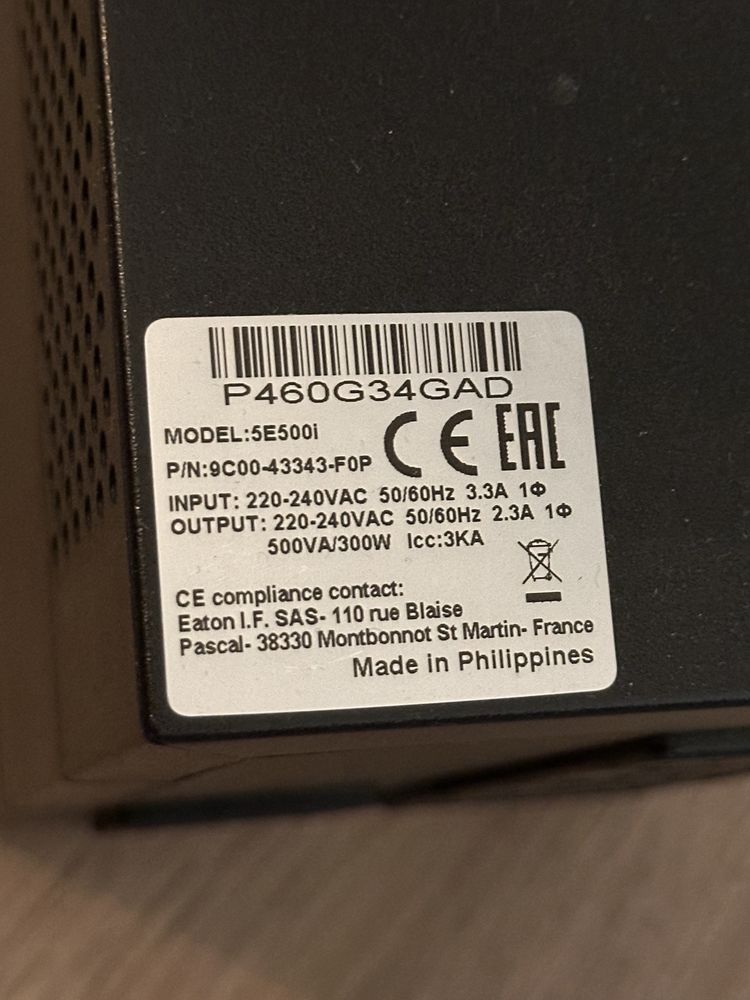 P460G34GAD
MODEL:5E500i
P/N:9C00-43343-F0P
CE EAC
INPUT: 220-240VAC 50/60Hz 3.3A 1Φ
OUTPUT: 220-240VAC 50/60Hz 2.3A 1Φ
500VA/300W Icc:3KA
CE compliance contact:
Eaton I.F. SAS- 110 rue Blaise
Pascal- 38330 Montbonnot St Martin- France
Made in Philippines